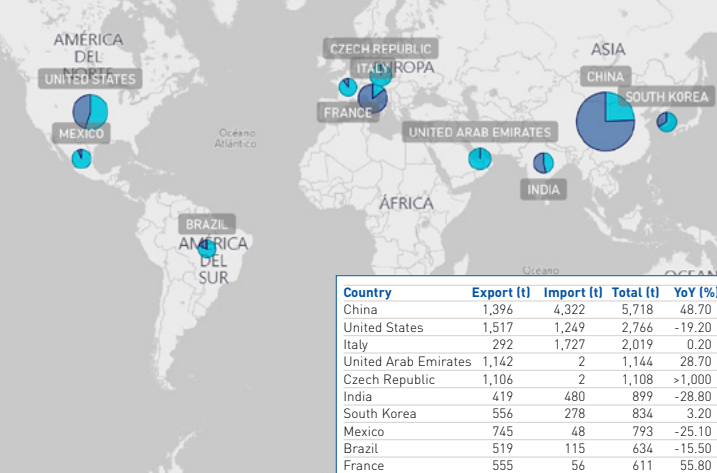 AMÉRICA
DEL
NORTE
UNITED STATES
MEXICO
Océano
Atlántico
CZECH REPUBLIC
ITALY
EUROPA
FRANCE
ASIA
CHINA
SOUTH KOREA
UNITED ARAB EMIRATES
INDIA
ÁFRICA
BRAZIL
AMÉRICA
DEL
SUR
Océano
Country Export (t) Import (t) Total (t) YoY (%)
China 1,396 4,322 5,718 48.70
United States 1,517 1,249 2,766 -19.20
Italy 292 1,727 2,019 0.20
United Arab Emirates 1,142 2 1,144 28.70
Czech Republic 1,106 2 1,108 >1,000
India 419 480 899 -28.80
South Korea 556 278 834 3.20
Mexico 745 48 793 -25.10
Brazil 519 115 634 -15.50
France 555 56 611 55.80